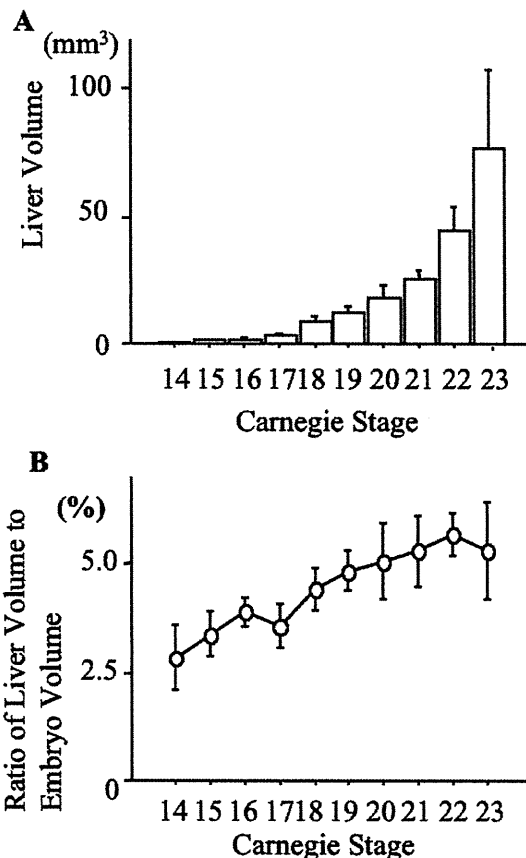 A
(mm³)
Liver Volume
100
50
0
14 15 16 17 18 19 20 21 22 23
Carnegie Stage
B
(%)
Ratio of Liver Volume to
Embryo Volume
5.0
2.5
0
14 15 16 17 18 19 20 21 22 23
Carnegie Stage